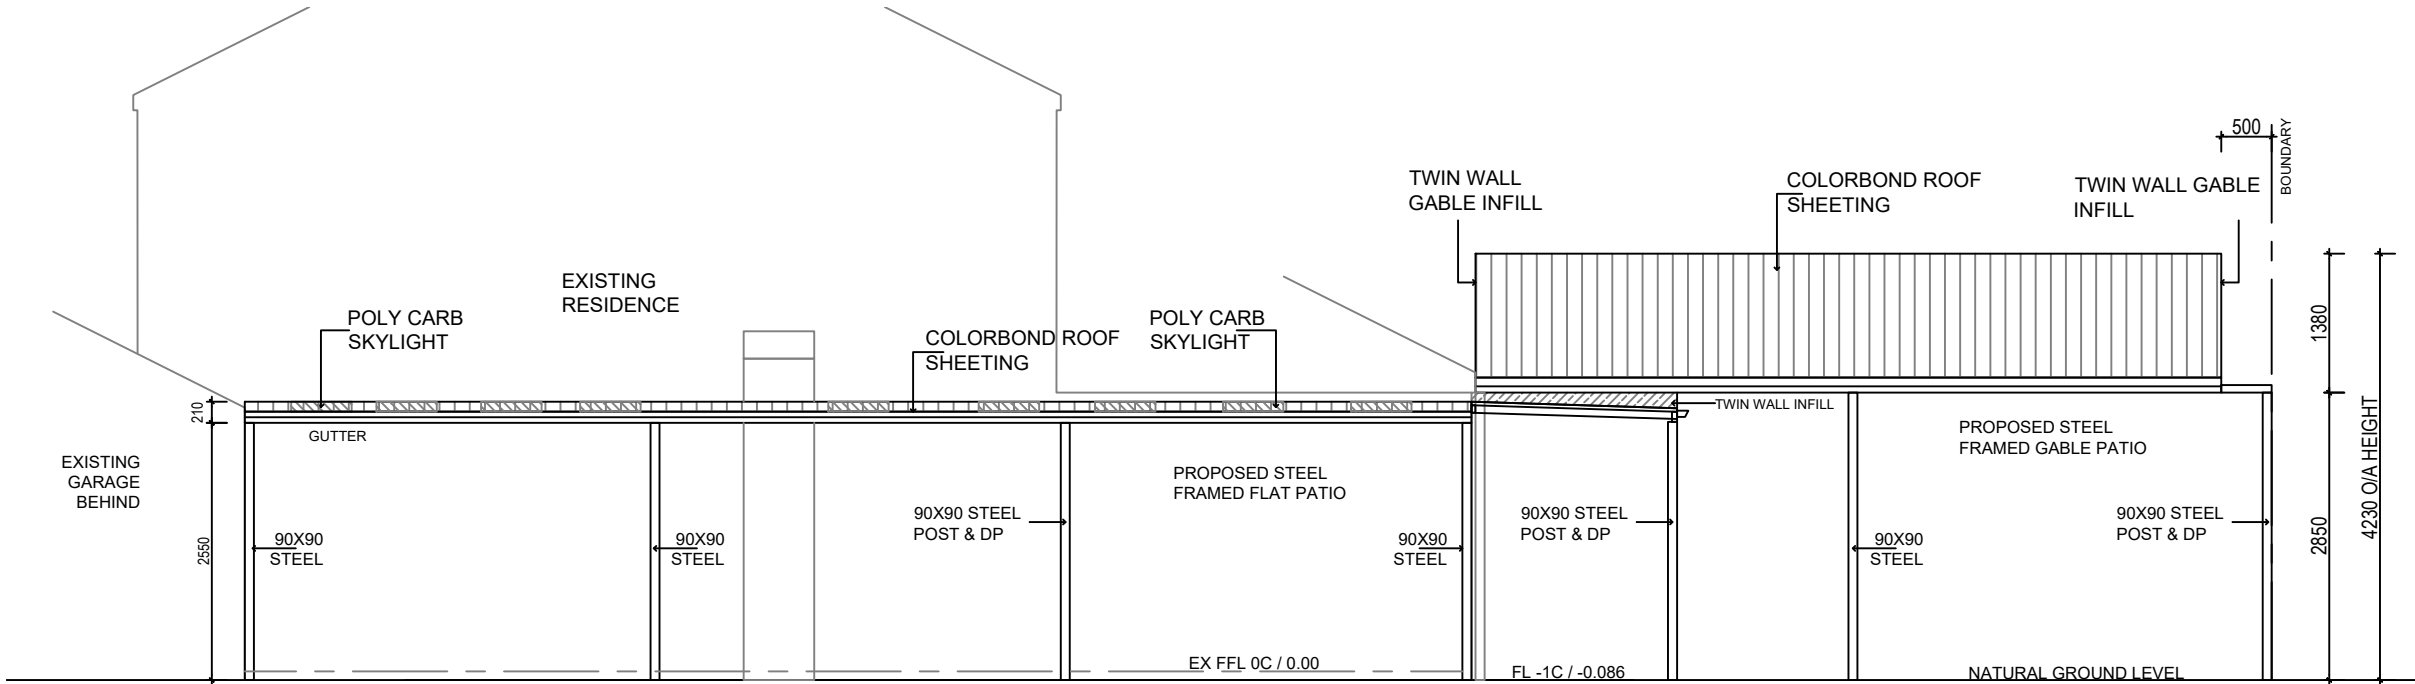 500
BOUNDARY
TWIN WALL
GABLE INFILL
COLORBOND ROOF
SHEETING
TWIN WALL GABLE
INFILL
EXISTING
RESIDENCE
POLY CARB
SKYLIGHT
COLORBOND ROOF
SHEETING
POLY CARB
SKYLIGHT
1380
210
GUTTER
TWIN WALL INFILL
PROPOSED STEEL
FRAMED GABLE PATIO
4230 O/A HEIGHT
EXISTING
GARAGE
BEHIND
PROPOSED STEEL
FRAMED FLAT PATIO
90X90 STEEL
POST & DP
90X90 STEEL
POST & DP
90X90 STEEL
POST & DP
2550
90X90
STEEL
90X90
STEEL
90X90
STEEL
90X90
STEEL
2850
EX FFL 0C / 0.00
FL -1C / -0.086
NATURAL GROUND LEVEL